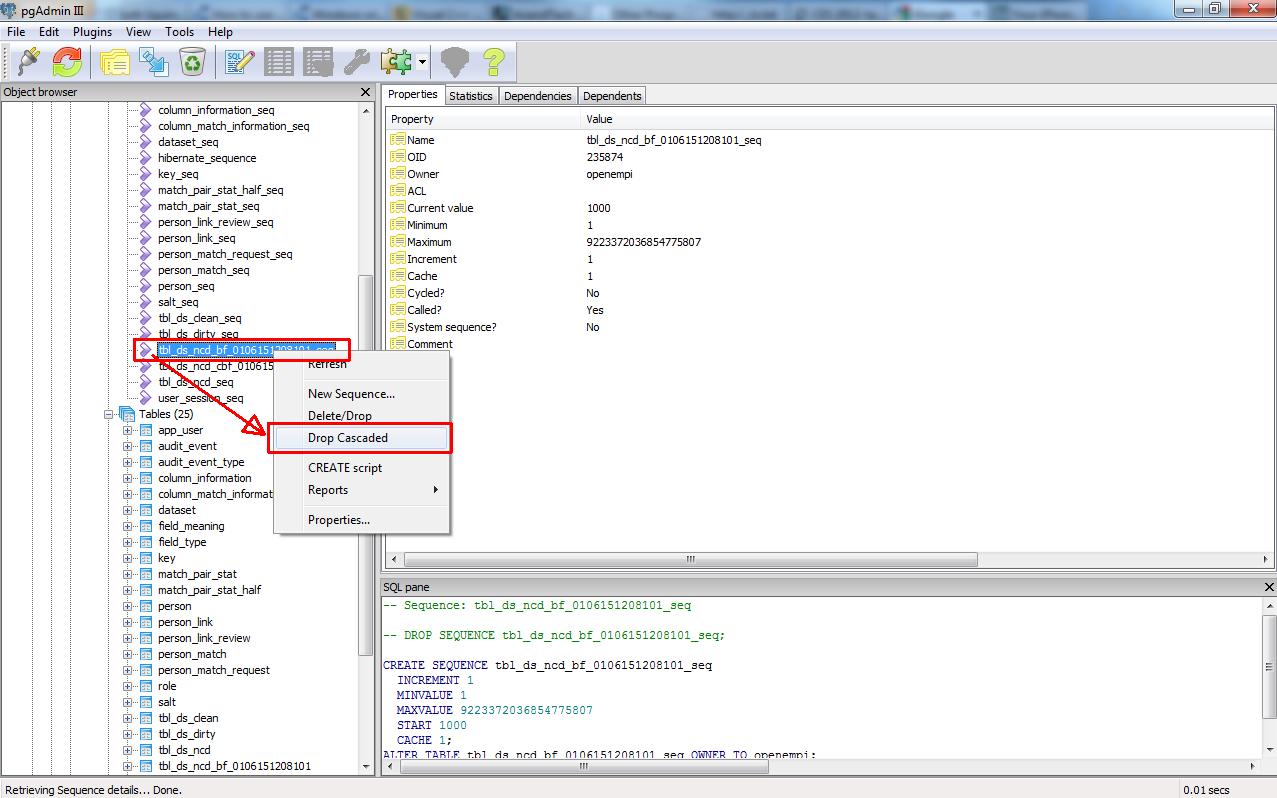 pgAdmin III
File Edit Plugins View Tools Help
SQL
Object browser
column_information_seq
column_match_information_seq
dataset_seq
hibernate_sequence
key_seq
match_pair_stat_half_seq
match_pair_stat_seq
person_link_review_seq
person_link_seq
person_match_request_seq
person_match_seq
person_seq
salt_seq
tbl_ds_clean_seq
tbl_ds_dirty_seq
tbl_ds_ncd_bf_0106151208101_seq
tbl_ds_ncd_cbf_010615
tbl_ds_ncd_seq
user_session_seq
Tables (25)
app_user
audit_event
audit_event_type
column_information
column_match_informat
dataset
field_meaning
field_type
key
match_pair_stat
match_pair_stat_half
person
person_link
person_link_review
person_match
person_match_request
role
salt
tbl_ds_clean
tbl_ds_dirty
tbl_ds_ncd
tbl_ds_ncd_bf_0106151208101
Refresh
New Sequence...
Delete/Drop
Drop Cascaded
CREATE script
Reports
Properties...
Properties Statistics Dependencies Dependents
Property Value
Name tbl_ds_ncd_bf_0106151208101_seq
OID 235874
Owner openempi
ACL
Current value 1000
Minimum 1
Maximum 9223372036854775807
Increment 1
Cache 1
Cycled? No
Called? Yes
System sequence? No
Comment
SQL pane
-- Sequence: tbl_ds_ncd_bf_0106151208101_seq
-- DROP SEQUENCE tbl_ds_ncd_bf_0106151208101_seq;
CREATE SEQUENCE tbl_ds_ncd_bf_0106151208101_seq
INCREMENT 1
MINVALUE 1
MAXVALUE 9223372036854775807
START 1000
CACHE 1;
ALTER TABLE tbl_ds_ncd_bf_0106151208101_seq OWNER TO openempi;
Retrieving Sequence details... Done.
0.01 secs